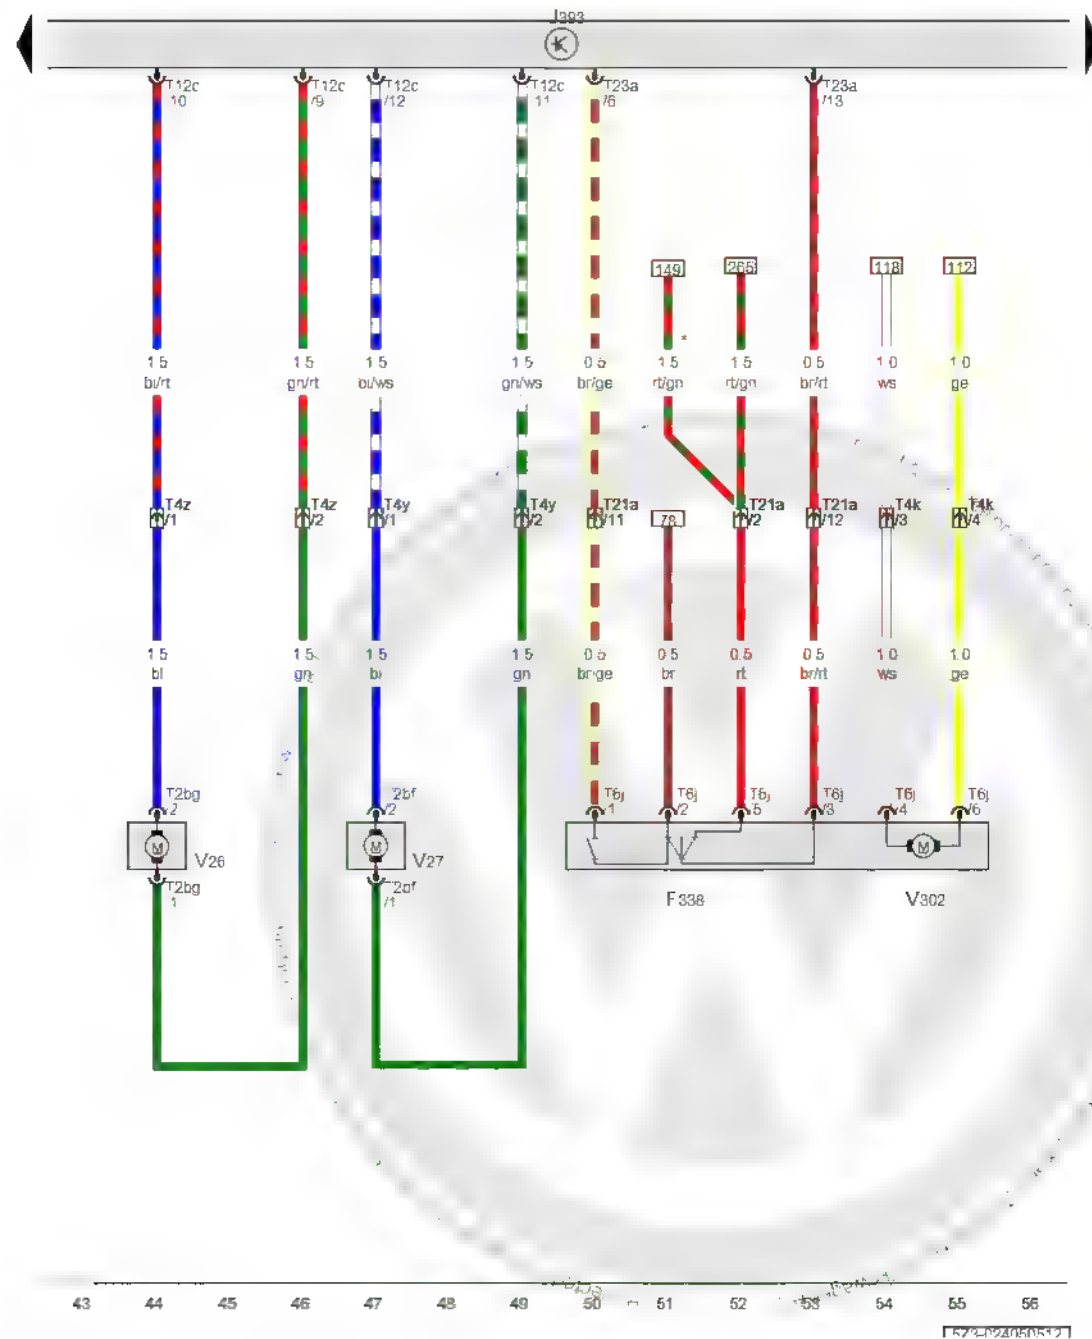 J393
K
T12c T12c T12c T12c T23a T23a
10 /9 /12 11 /6 /13
149 265 118 112
*
1.5 1.5 1.5 1.5 0.5 1.5 1.5 0.5 1.0 1.0
bl/rt gn/rt bl/ws gn/ws br/ge rt/gn rt/gn br/rt ws ge
T4z T4z T4y T4y T21a T21a T21a T4k T4k
/1 /2 /1 /2 /11 78 /2 /12 /3 /4
1.5 1.5 1.5 1.5 0.5 0.5 0.5 0.5 1.0 1.0
bl gn bl gn br/ge br rt br/rt ws ge
T2bg 2bf T6j T6j T6j T6j T6j T6j
2 /2 1 /2 5 /3 4 /6
M M M
V26 V27
T2bg T2bf
1 /1
F338 V302
43 44 45 46 47 48 49 50 51 52 53 54 55 56